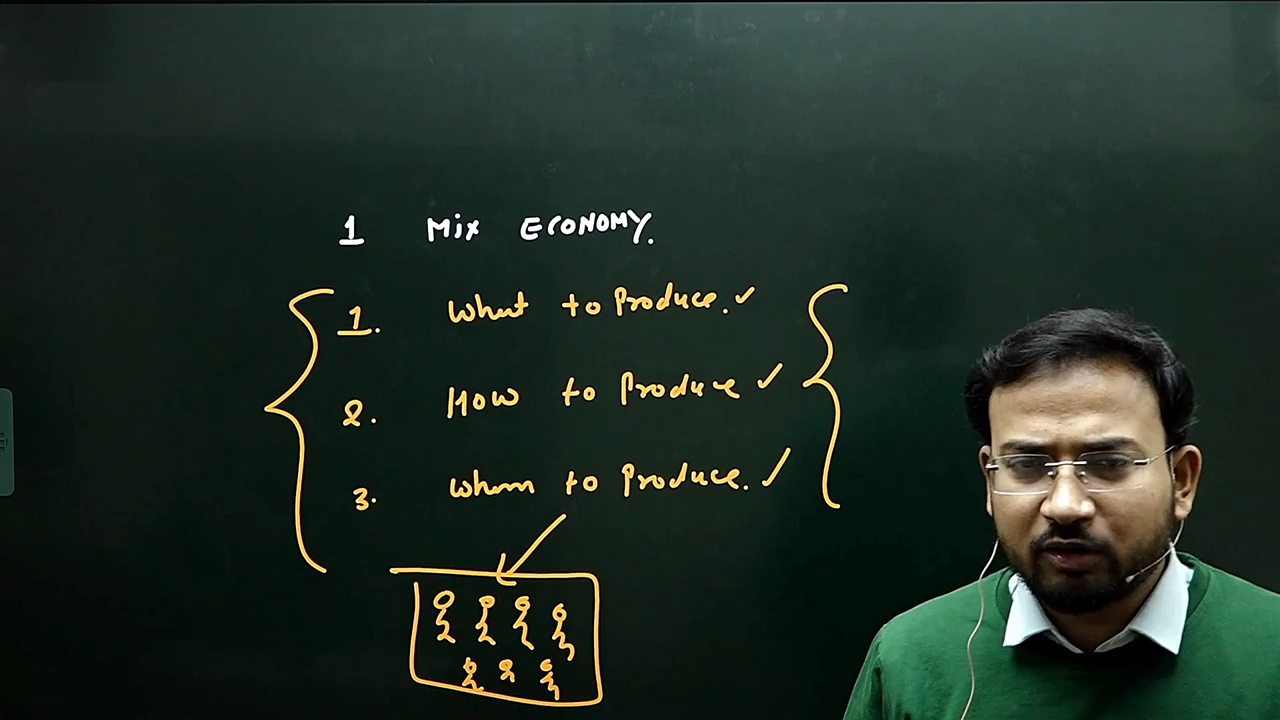 1 Mix ECONOMY.
1. What to Produce. ✓
2. How to Produce ✓
3. Whom to Produce. ✓